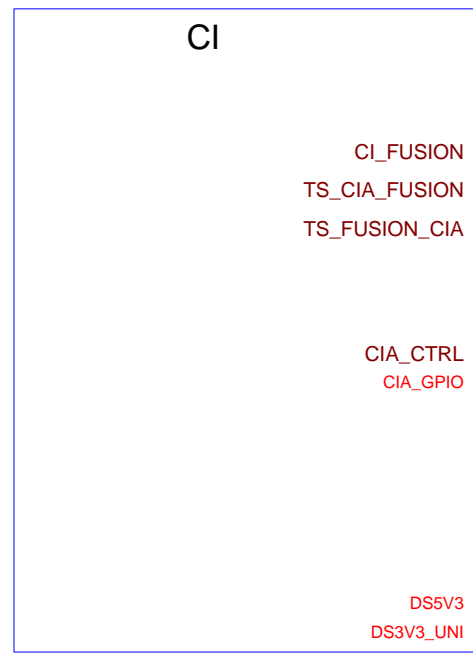 CI
CI_FUSION
TS_CIA_FUSION
TS_FUSION_CIA
CIA_CTRL
CIA_GPIO
DS5V3
DS3V3_UNI